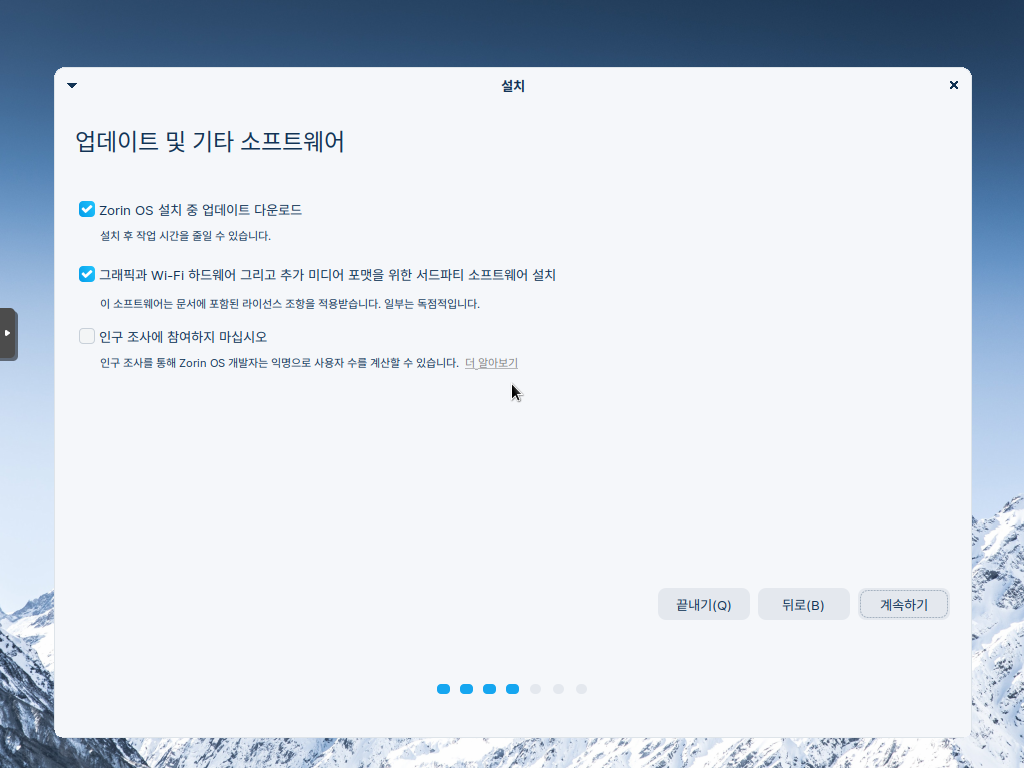 설치
업데이트 및 기타 소프트웨어
Zorin OS 설치 중 업데이트 다운로드
설치 후 작업 시간을 줄일 수 있습니다.
그래픽과 Wi-Fi 하드웨어 그리고 추가 미디어 포맷을 위한 서드파티 소프트웨어 설치
이 소프트웨어는 문서에 포함된 라이선스 조항을 적용받습니다. 일부는 독점적입니다.
인구 조사에 참여하지 마십시오
인구 조사를 통해 Zorin OS 개발자는 익명으로 사용자 수를 계산할 수 있습니다. 더 알아보기
끝내기(Q) 뒤로(B) 계속하기